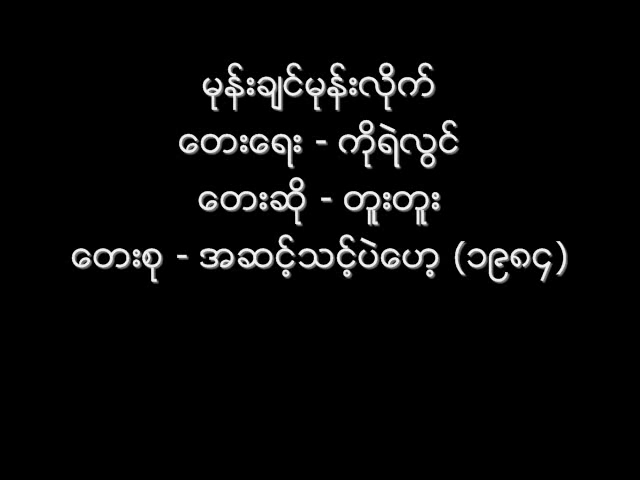 မုန်းချင်မုန်းလိုက်
တေးရေး - ကိုရဲလွင်
တေးဆို - တူးတူး
တေးစု - အဆင့်သင့်ပဲဟေ့ (၁၉၈၄)